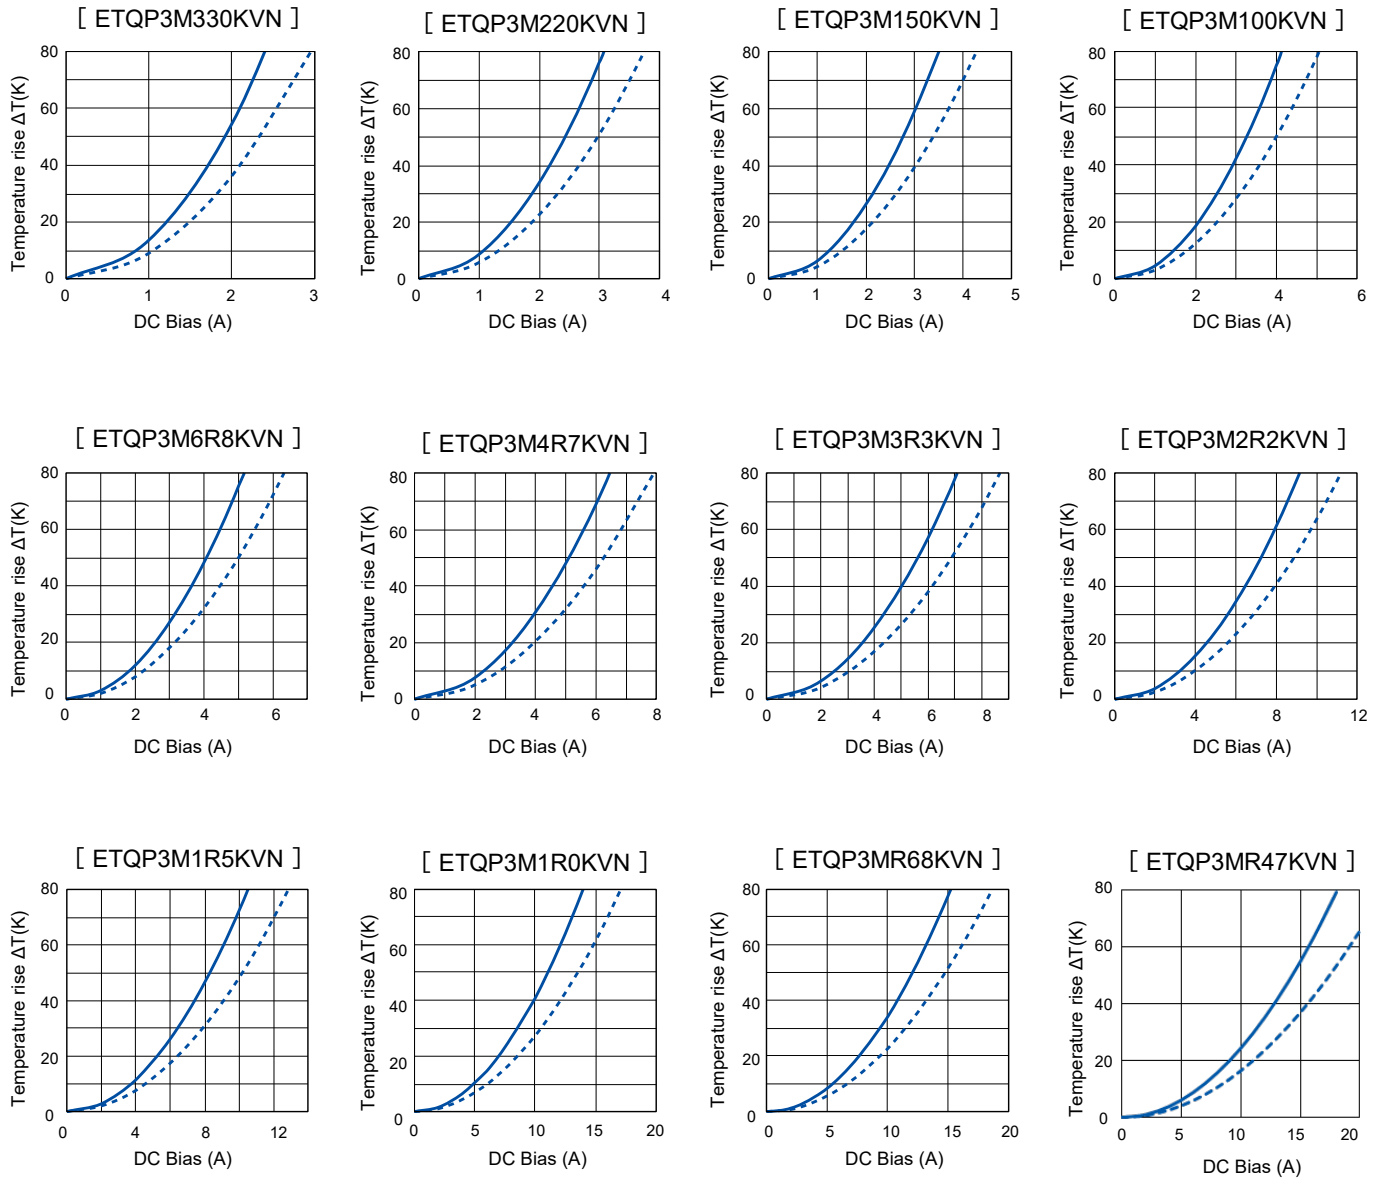 [ ETQP3M330KVN ]
80
60
40
20
0
0 1 2 3
Temperature rise ΔT(K)
DC Bias (A)
[ ETQP3M220KVN ]
80
60
40
20
0
0 1 2 3 4
Temperature rise ΔT(K)
DC Bias (A)
[ ETQP3M150KVN ]
80
60
40
20
0
0 1 2 3 4 5
Temperature rise ΔT(K)
DC Bias (A)
[ ETQP3M100KVN ]
80
60
40
20
0
0 2 4 6
Temperature rise ΔT(K)
DC Bias (A)
[ ETQP3M6R8KVN ]
80
60
40
20
0
0 2 4 6
Temperature rise ΔT(K)
DC Bias (A)
[ ETQP3M4R7KVN ]
80
60
40
20
0
0 2 4 6 8
Temperature rise ΔT(K)
DC Bias (A)
[ ETQP3M3R3KVN ]
80
60
40
20
0
0 2 4 6 8
Temperature rise ΔT(K)
DC Bias (A)
[ ETQP3M2R2KVN ]
80
60
40
20
0
0 4 8 12
Temperature rise ΔT(K)
DC Bias (A)
[ ETQP3M1R5KVN ]
80
60
40
20
0
0 4 8 12
Temperature rise ΔT(K)
DC Bias (A)
[ ETQP3M1R0KVN ]
80
60
40
20
0
0 5 10 15 20
Temperature rise ΔT(K)
DC Bias (A)
[ ETQP3MR68KVN ]
80
60
40
20
0
0 5 10 15 20
Temperature rise ΔT(K)
DC Bias (A)
[ ETQP3MR47KVN ]
80
60
40
20
0
0 5 10 15 20
Temperature rise ΔT(K)
DC Bias (A)